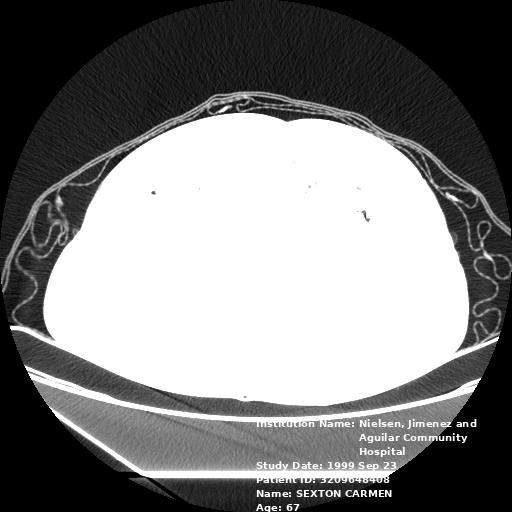 Institution Name: Nielsen, Jimenez and
Aguilar Community
Hospital
Study Date: 1999 Sep 23
Patient ID: 3209648408
Name: SEXTON CARMEN
Age: 67